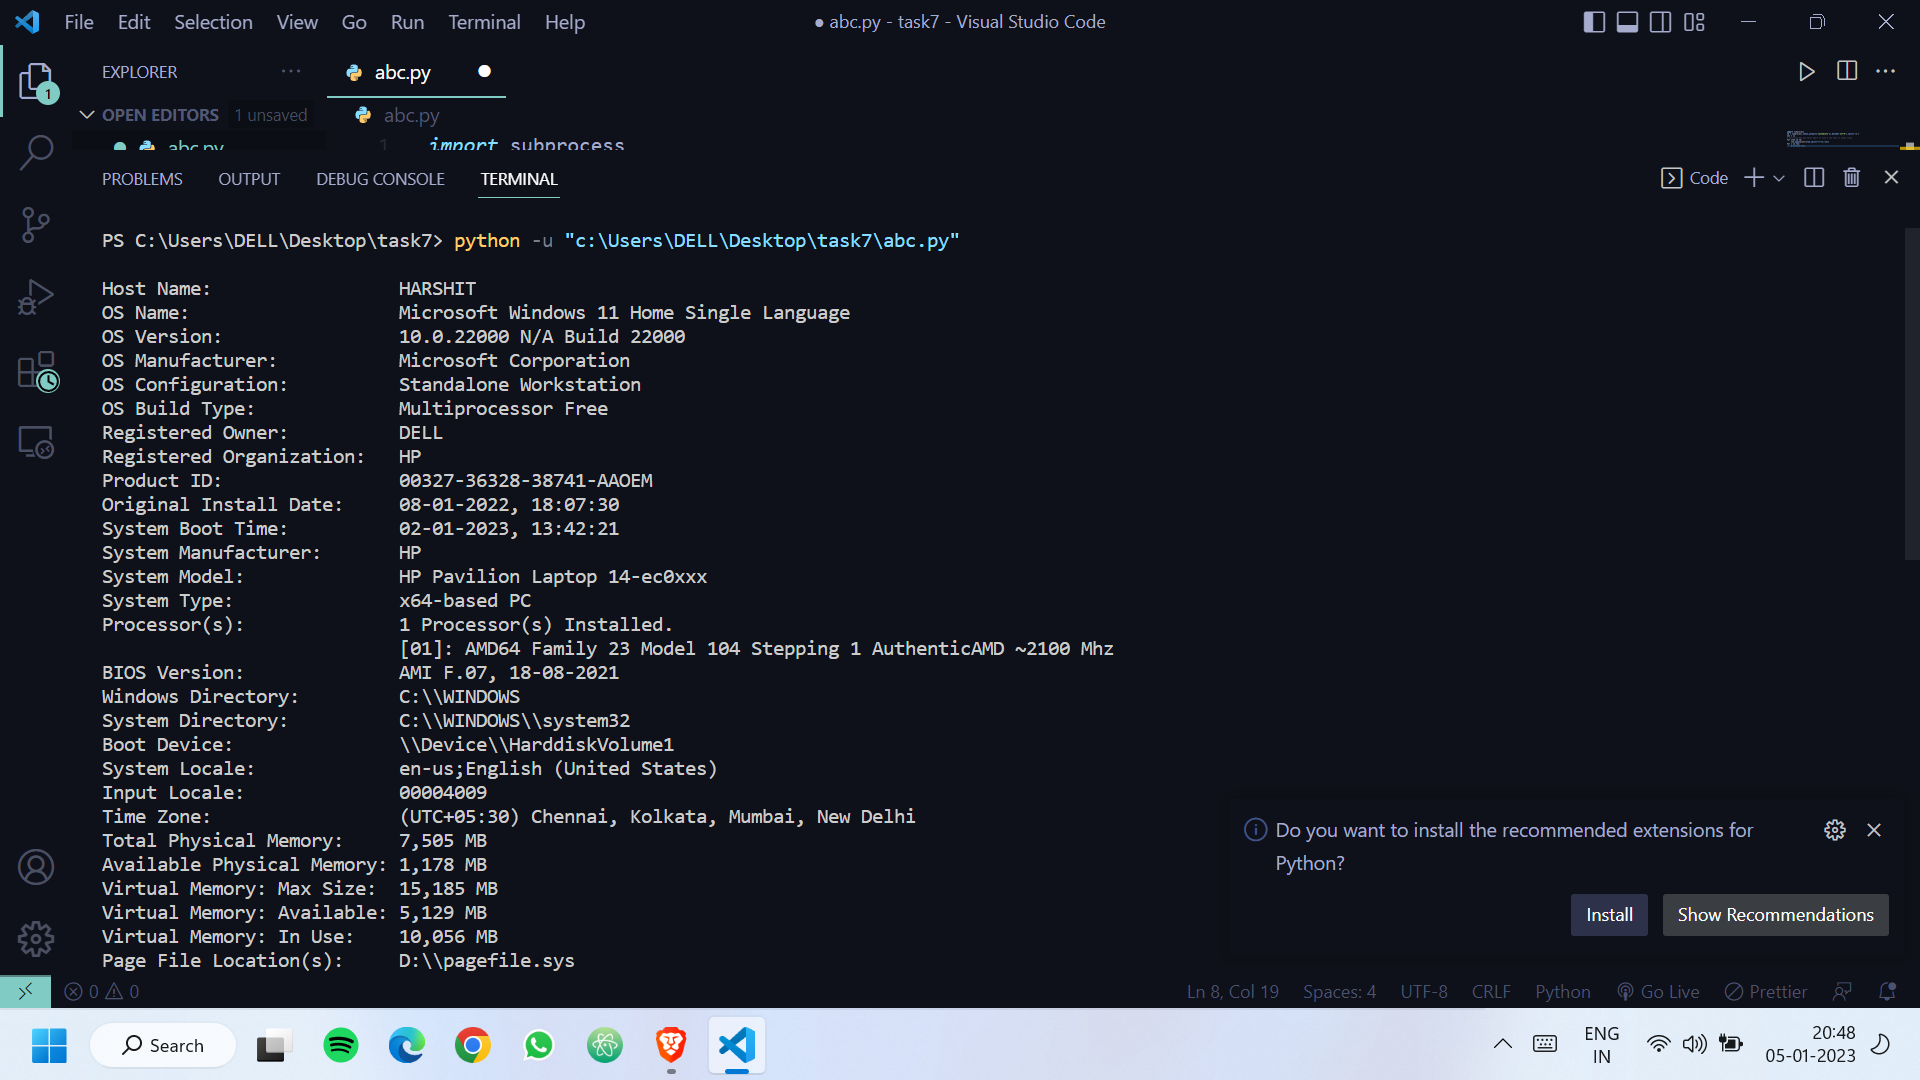 File Edit Selection View Go Run Terminal Help
● abc.py - task7 - Visual Studio Code
EXPLORER
abc.py
1
OPEN EDITORS 1 unsaved
abc.py
abc.py
1 import subprocess
PROBLEMS OUTPUT DEBUG CONSOLE TERMINAL
Code
PS C:\Users\DELL\Desktop\task7> python -u "c:\Users\DELL\Desktop\task7\abc.py"
Host Name: HARSHIT
OS Name: Microsoft Windows 11 Home Single Language
OS Version: 10.0.22000 N/A Build 22000
OS Manufacturer: Microsoft Corporation
OS Configuration: Standalone Workstation
OS Build Type: Multiprocessor Free
Registered Owner: DELL
Registered Organization: HP
Product ID: 00327-36328-38741-AAOEM
Original Install Date: 08-01-2022, 18:07:30
System Boot Time: 02-01-2023, 13:42:21
System Manufacturer: HP
System Model: HP Pavilion Laptop 14-ec0xxx
System Type: x64-based PC
Processor(s): 1 Processor(s) Installed.
[01]: AMD64 Family 23 Model 104 Stepping 1 AuthenticAMD ~2100 Mhz
BIOS Version: AMI F.07, 18-08-2021
Windows Directory: C:\\WINDOWS
System Directory: C:\\WINDOWS\\system32
Boot Device: \\Device\\HarddiskVolume1
System Locale: en-us;English (United States)
Input Locale: 00004009
Time Zone: (UTC+05:30) Chennai, Kolkata, Mumbai, New Delhi
Total Physical Memory: 7,505 MB
Available Physical Memory: 1,178 MB
Virtual Memory: Max Size: 15,185 MB
Virtual Memory: Available: 5,129 MB
Virtual Memory: In Use: 10,056 MB
Page File Location(s): D:\\pagefile.sys
Do you want to install the recommended extensions for
Python?
Install Show Recommendations
0 0
Ln 8, Col 19 Spaces: 4 UTF-8 CRLF Python Go Live Prettier
Search
ENG
IN
20:48
05-01-2023